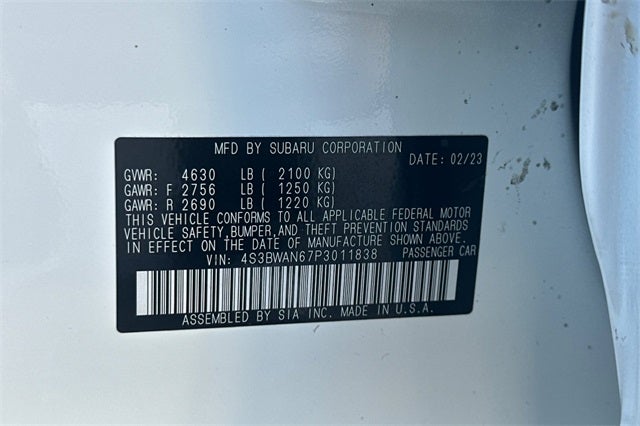 MFD BY SUBARU CORPORATION
DATE: 02/23
GVWR: 4630 LB ( 2100 KG)
GAWR: F 2756 LB ( 1250 KG)
GAWR: R 2690 LB ( 1220 KG)
THIS VEHICLE CONFORMS TO ALL APPLICABLE FEDERAL MOTOR
VEHICLE SAFETY, BUMPER, AND THEFT PREVENTION STANDARDS
IN EFFECT ON THE DATE OF MANUFACTURE SHOWN ABOVE.
VIN: 4S3BWAN67P3011838 PASSENGER CAR
ASSEMBLED BY SIA INC. MADE IN U.S.A.